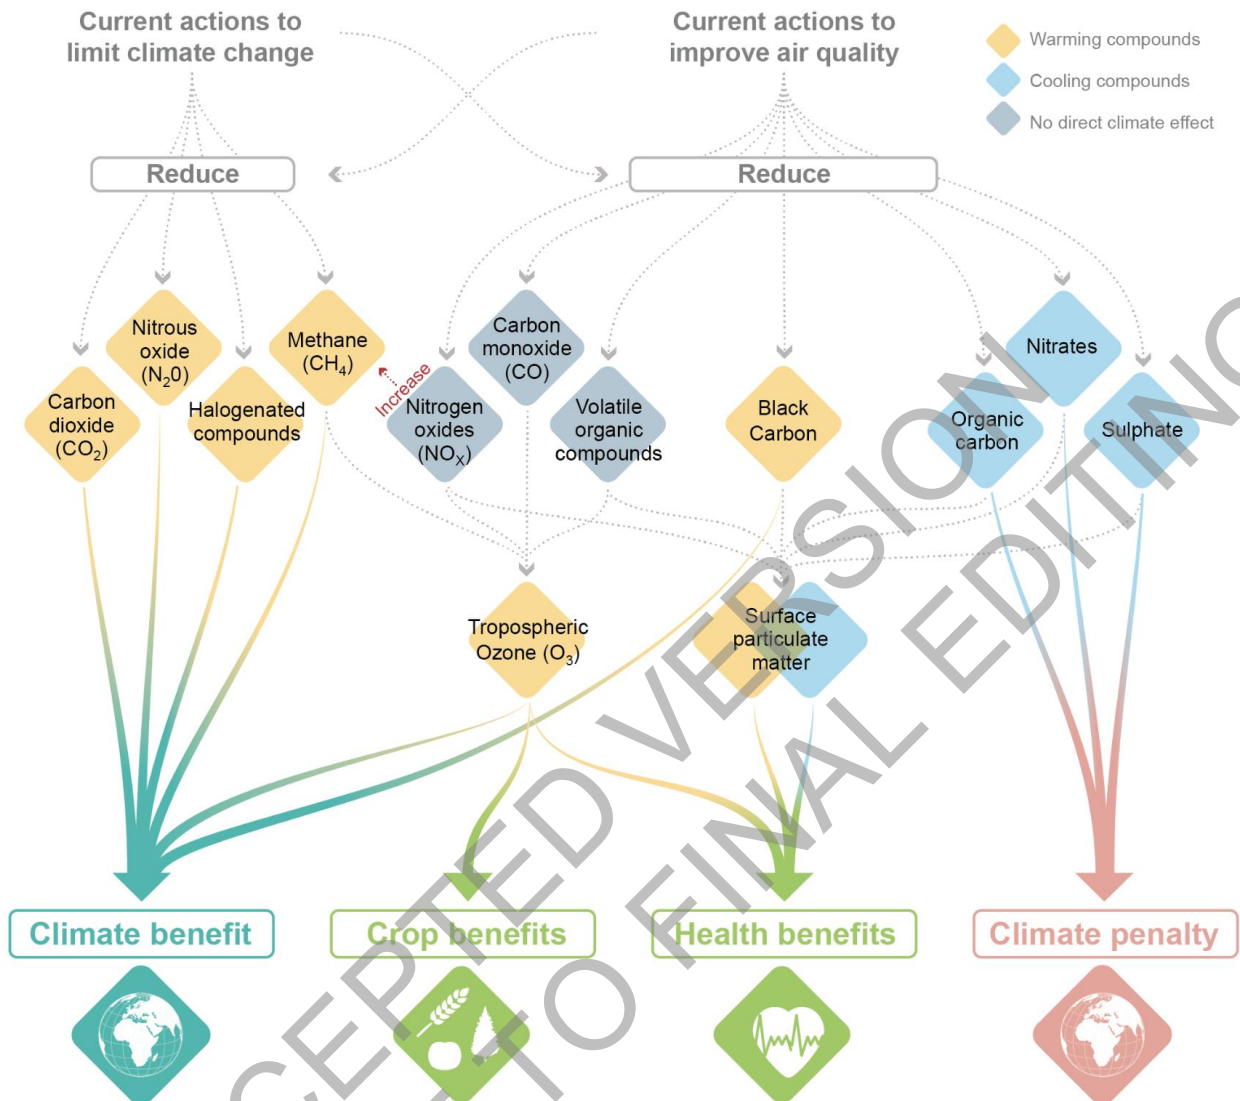 Current actions to
limit climate change
Current actions to
improve air quality
Warming compounds
Cooling compounds
No direct climate effect
Reduce
Reduce
Nitrous
oxide
(N₂0)
Methane
(CH₄)
Carbon
monoxide
(CO)
Nitrates
Increase
Carbon
dioxide
(CO₂)
Halogenated
compounds
Nitrogen
oxides
(NOₓ)
Volatile
organic
compounds
Black
Carbon
Organic
carbon
Sulphate
Tropospheric
Ozone (O₃)
Surface
particulate
matter
Climate benefit
Crop benefits
Health benefits
Climate penalty
CEPTED VERSION
TO FINAL EDITING